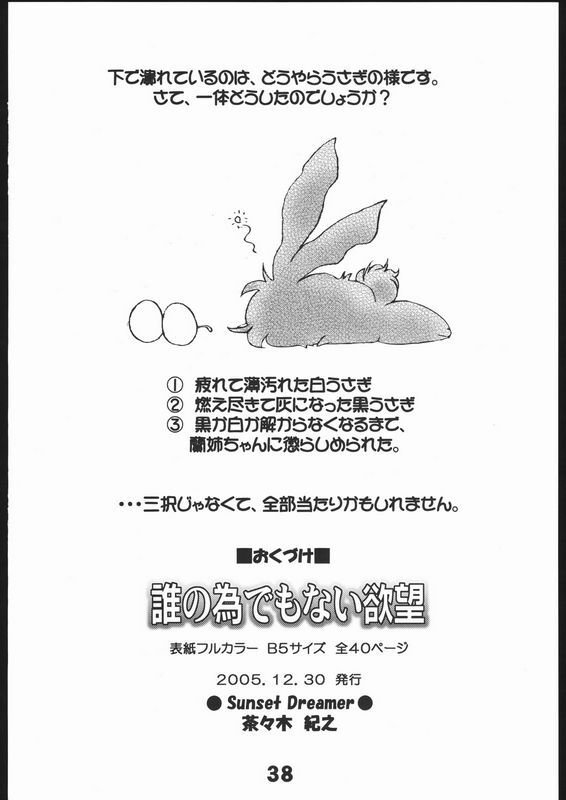 下で潰れているのは、どうやらうさぎの様です。
さて、一体どうしたのでしょうか？
① 疲れて薄汚れた白うさぎ
② 燃え尽きて灰になった黒うさぎ
③ 黒か白か解からなくなるまで、
蘭姉ちゃんに懲らしめられた。
・・・三択じゃなくて、全部当たりかもしれません。
■おくづけ■
誰の為でもない欲望
表紙フルカラー B5サイズ 全40ページ
2005.12.30 発行
● Sunset Dreamer ●
茶々木 紀之
38